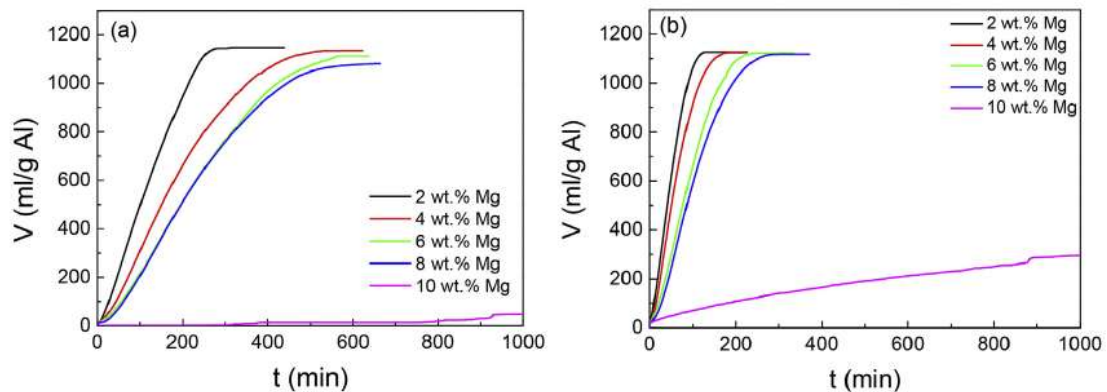 (a)
1200
1000
800
600
400
200
0
V (ml/g Al)
2 wt.% Mg
4 wt.% Mg
6 wt.% Mg
8 wt.% Mg
10 wt.% Mg
0 200 400 600 800 1000
t (min)
(b)
1200
1000
800
600
400
200
0
V (ml/g Al)
2 wt.% Mg
4 wt.% Mg
6 wt.% Mg
8 wt.% Mg
10 wt.% Mg
0 200 400 600 800 1000
t (min)